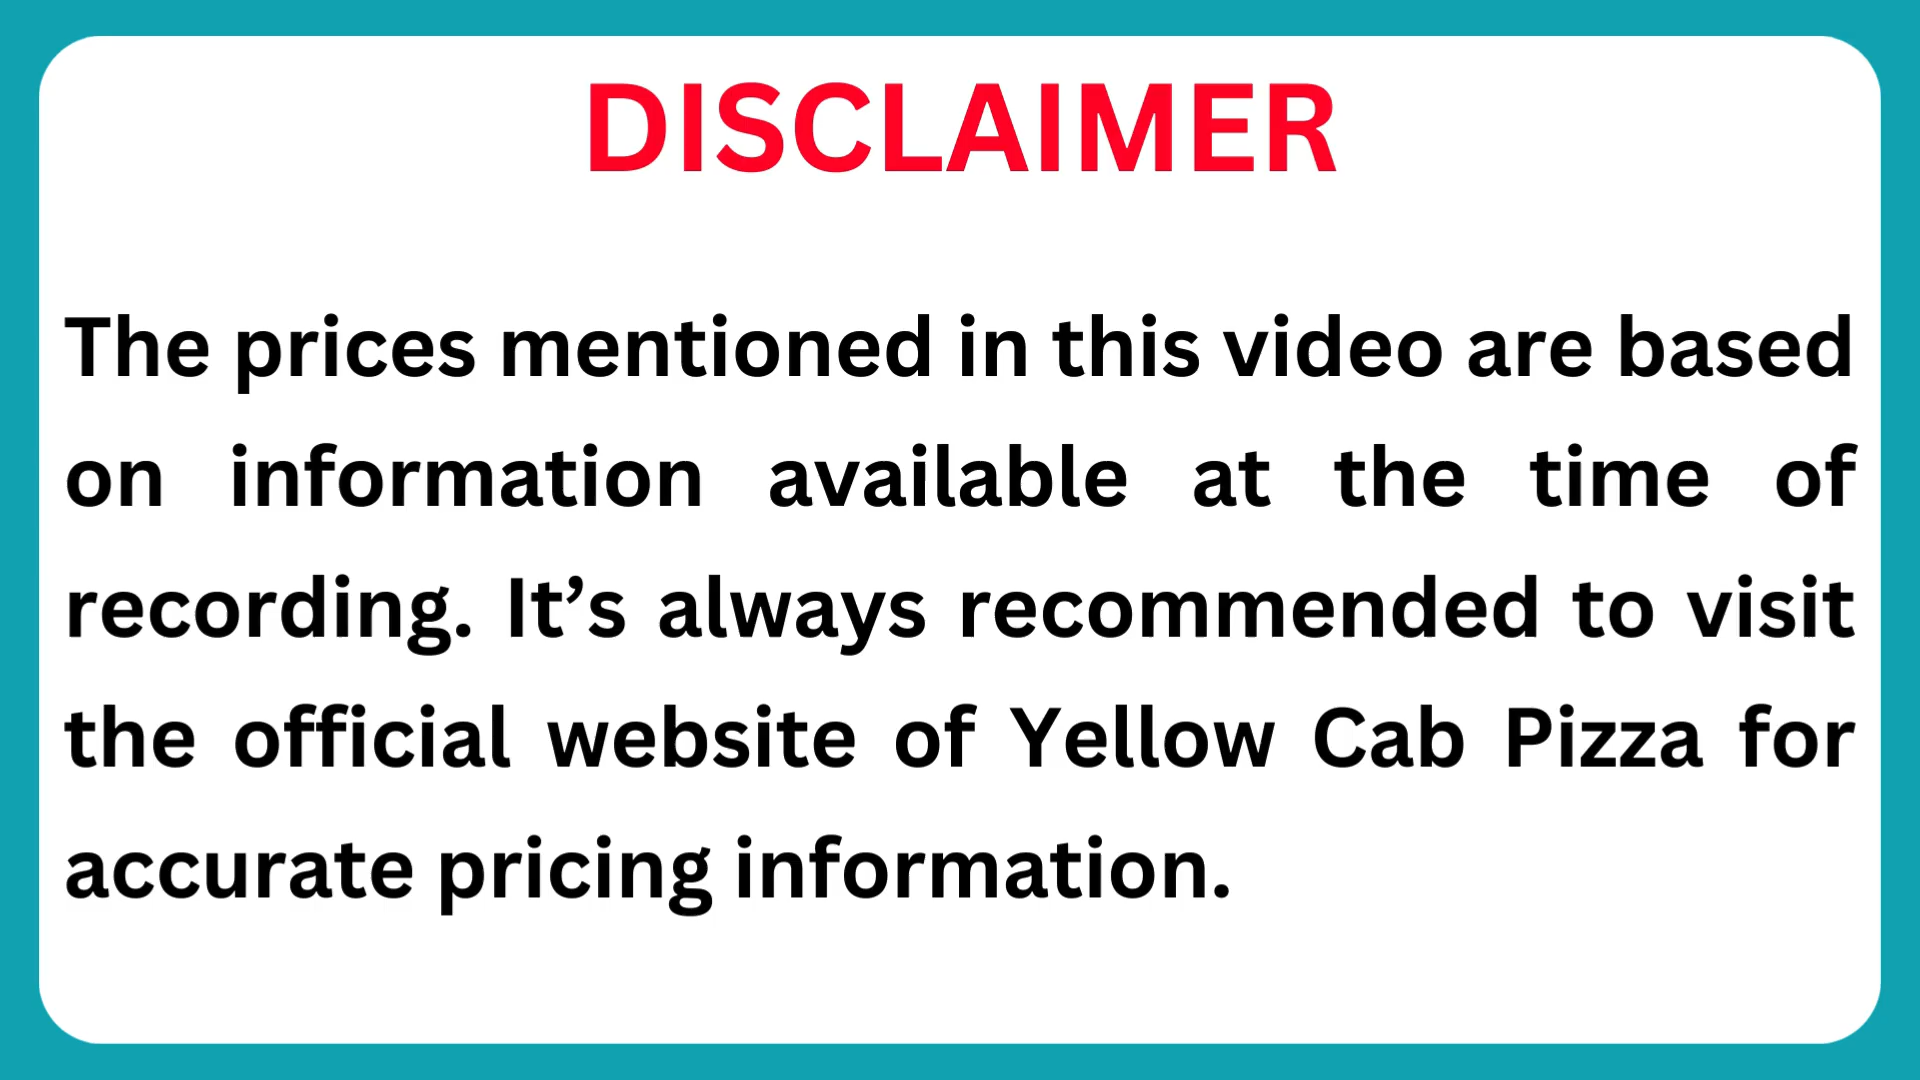 DISCLAIMER
The prices mentioned in this video are based
on information available at the time of
recording. It’s always recommended to visit
the official website of Yellow Cab Pizza for
accurate pricing information.